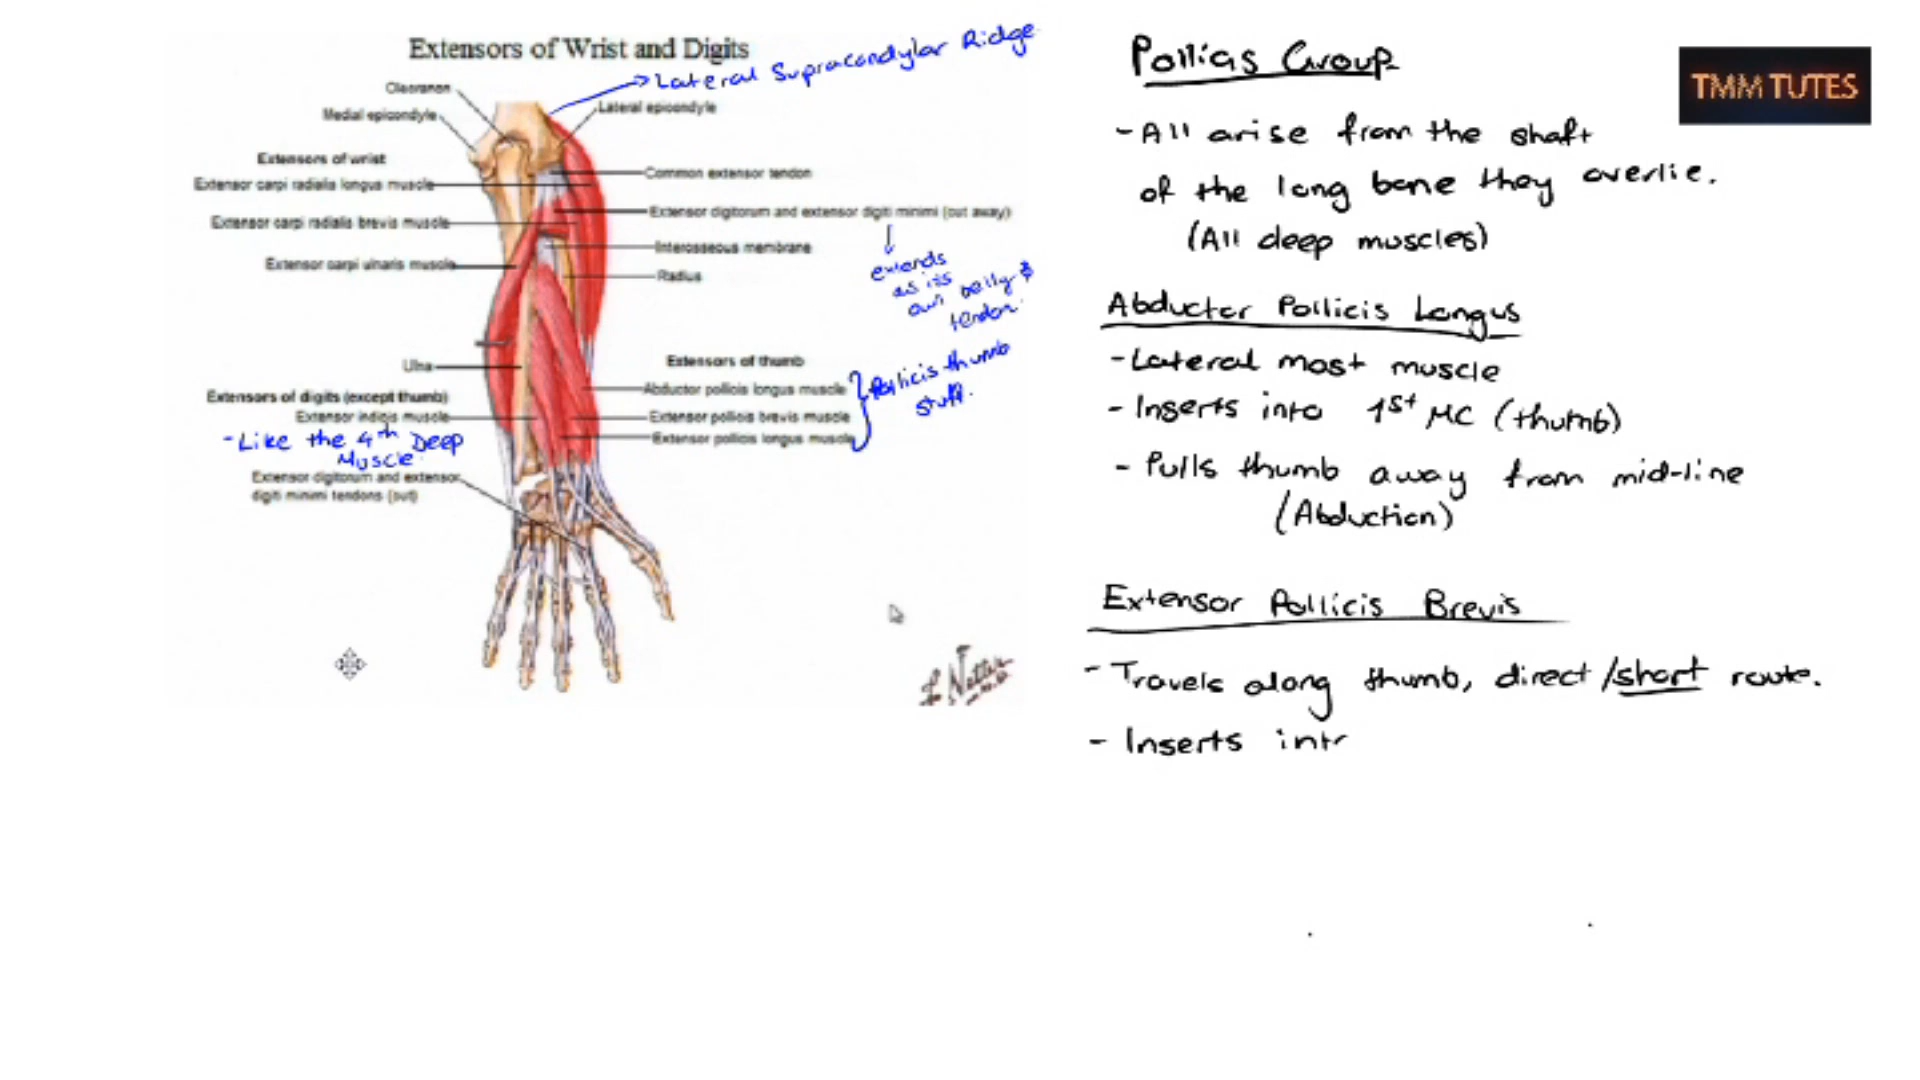 Extensors of Wrist and Digits
→ Lateral Supracondylar Ridge
Olecranon
Medial epicondyle
Lateral epicondyle
Extensors of wrist
Extensor carpi radialis longus muscle
Common extensor tendon
Extensor carpi radialis brevis muscle
Extensor digitorum and extensor digiti minimi (cut away)
extends
as its
own belly &
tendon.
Interosseous membrane
Extensor carpi ulnaris muscle
Radius
Ulna
Extensors of thumb
Abductor pollicis longus muscle
Extensor pollicis brevis muscle
Extensor pollicis longus muscle
Pollicis thumb
stuff.
Extensors of digits (except thumb)
Extensor indicis muscle
- Like the 4th Deep
Muscle
Extensor digitorum and extensor
digiti minimi tendons (cut)
Pollicis Group
- All arise from the shaft
of the long bone they overlie.
(All deep muscles)
Abductor Pollicis Longus
- Lateral most muscle
- Inserts into 1st MC (thumb)
- Pulls thumb away from mid-line
(Abduction)
Extensor Pollicis Brevis
- Travels along thumb, direct/short route.
- Inserts int
TMM TUTES